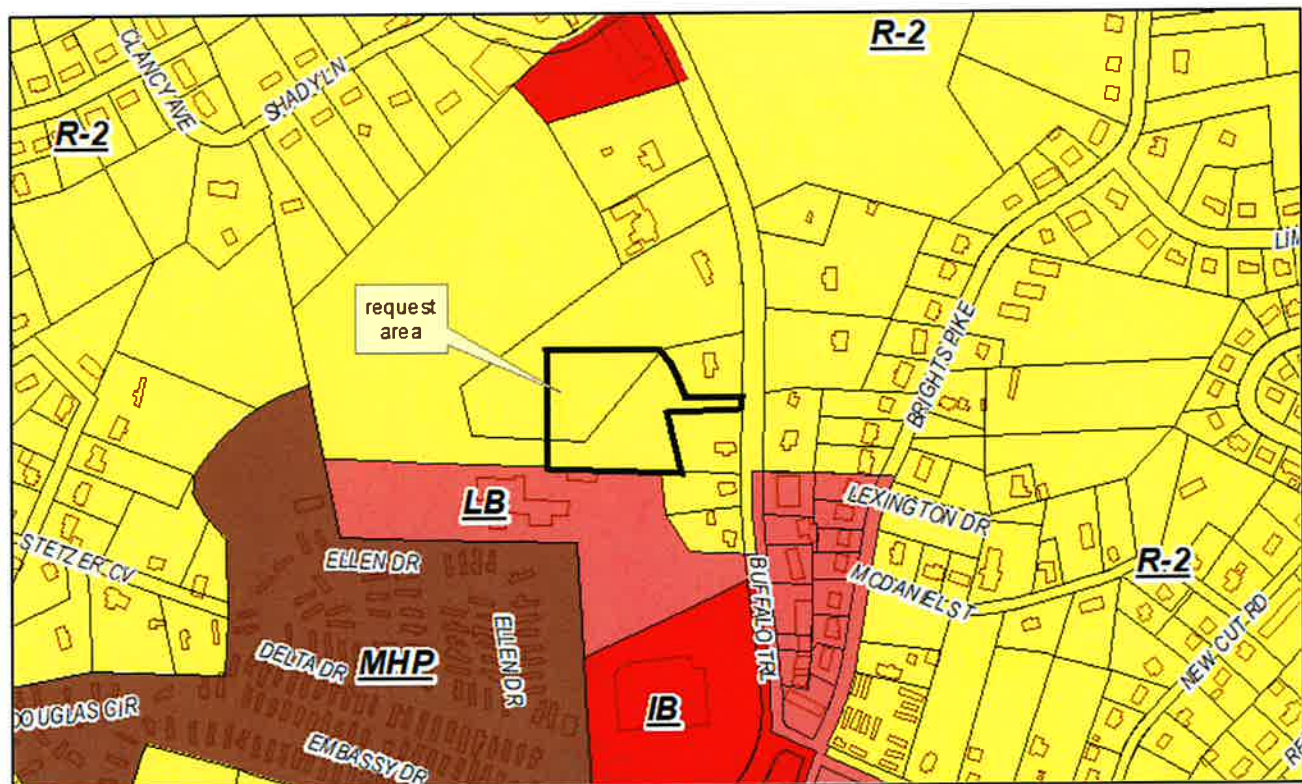 R-2
CLANCY AVE
SHADY LN
R-2
request
area
BRIGHTS PIKE
LB
LEXINGTON DR
STETZER CV
ELLEN DR
BUFFALO TRL
MCDANIEL ST
R-2
ELLEN DR
DELTA DR
MHP
NEW CUT RD
DOUGLAS CIR
IB
EMBASSY DR